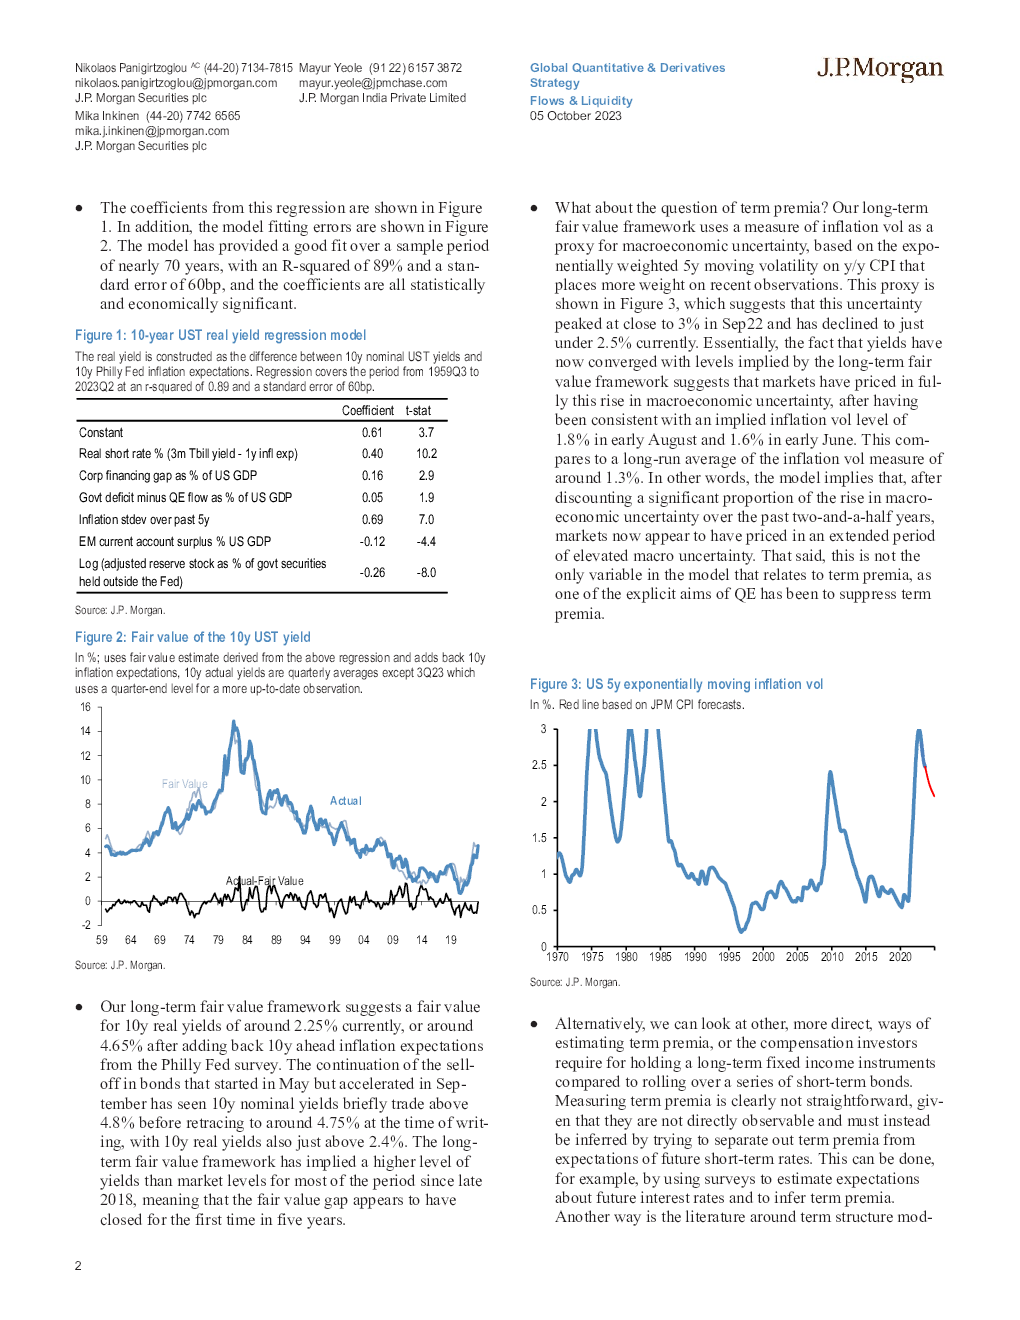 Nikolaos Panigirtzoglou AC (44-20) 7134-7815
nikolaos.panigirtzoglou@jpmorgan.com
J.P. Morgan Securities plc
Mika Inkinen (44-20) 7742 6565
mika.j.inkinen@jpmorgan.com
J.P. Morgan Securities plc
Mayur Yeole (91 22) 6157 3872
mayur.yeole@jpmchase.com
J.P. Morgan India Private Limited
Global Quantitative & Derivatives
Strategy
Flows & Liquidity
05 October 2023
J.P.Morgan
● The coefficients from this regression are shown in Figure
1. In addition, the model fitting errors are shown in Figure
2. The model has provided a good fit over a sample period
of nearly 70 years, with an R-squared of 89% and a stan-
dard error of 60bp, and the coefficients are all statistically
and economically significant.
Figure 1: 10-year UST real yield regression model
The real yield is constructed as the difference between 10y nominal UST yields and
10y Philly Fed inflation expectations. Regression covers the period from 1959Q3 to
2023Q2 at an r-squared of 0.89 and a standard error of 60bp.
Coefficient t-stat
Constant 0.61 3.7
Real short rate % (3m Tbill yield - 1y infl exp) 0.40 10.2
Corp financing gap as % of US GDP 0.16 2.9
Govt deficit minus QE flow as % of US GDP 0.05 1.9
Inflation stdev over past 5y 0.69 7.0
EM current account surplus % US GDP -0.12 -4.4
Log (adjusted reserve stock as % of govt securities
held outside the Fed) -0.26 -8.0
Source: J.P. Morgan.
Figure 2: Fair value of the 10y UST yield
In %; uses fair value estimate derived from the above regression and adds back 10y
inflation expectations, 10y actual yields are quarterly averages except 3Q23 which
uses a quarter-end level for a more up-to-date observation.
16
14
12
10
8
6
4
2
0
-2
Fair Value
Actual
Actual-Fair Value
59 64 69 74 79 84 89 94 99 04 09 14 19
Source: J.P. Morgan.
● Our long-term fair value framework suggests a fair value
for 10y real yields of around 2.25% currently, or around
4.65% after adding back 10y ahead inflation expectations
from the Philly Fed survey. The continuation of the sell-
off in bonds that started in May but accelerated in Sep-
tember has seen 10y nominal yields briefly trade above
4.8% before retracing to around 4.75% at the time of writ-
ing, with 10y real yields also just above 2.4%. The long-
term fair value framework has implied a higher level of
yields than market levels for most of the period since late
2018, meaning that the fair value gap appears to have
closed for the first time in five years.
● What about the question of term premia? Our long-term
fair value framework uses a measure of inflation vol as a
proxy for macroeconomic uncertainty, based on the expo-
nentially weighted 5y moving volatility on y/y CPI that
places more weight on recent observations. This proxy is
shown in Figure 3, which suggests that this uncertainty
peaked at close to 3% in Sep22 and has declined to just
under 2.5% currently. Essentially, the fact that yields have
now converged with levels implied by the long-term fair
value framework suggests that markets have priced in ful-
ly this rise in macroeconomic uncertainty, after having
been consistent with an implied inflation vol level of
1.8% in early August and 1.6% in early June. This com-
pares to a long-run average of the inflation vol measure of
around 1.3%. In other words, the model implies that, after
discounting a significant proportion of the rise in macro-
economic uncertainty over the past two-and-a-half years,
markets now appear to have priced in an extended period
of elevated macro uncertainty. That said, this is not the
only variable in the model that relates to term premia, as
one of the explicit aims of QE has been to suppress term
premia.
Figure 3: US 5y exponentially moving inflation vol
In %. Red line based on JPM CPI forecasts.
3
2.5
2
1.5
1
0.5
0
1970 1975 1980 1985 1990 1995 2000 2005 2010 2015 2020
Source: J.P. Morgan.
● Alternatively, we can look at other, more direct, ways of
estimating term premia, or the compensation investors
require for holding a long-term fixed income instruments
compared to rolling over a series of short-term bonds.
Measuring term premia is clearly not straightforward, giv-
en that they are not directly observable and must instead
be inferred by trying to separate out term premia from
expectations of future short-term rates. This can be done,
for example, by using surveys to estimate expectations
about future interest rates and to infer term premia.
Another way is the literature around term structure mod-
2